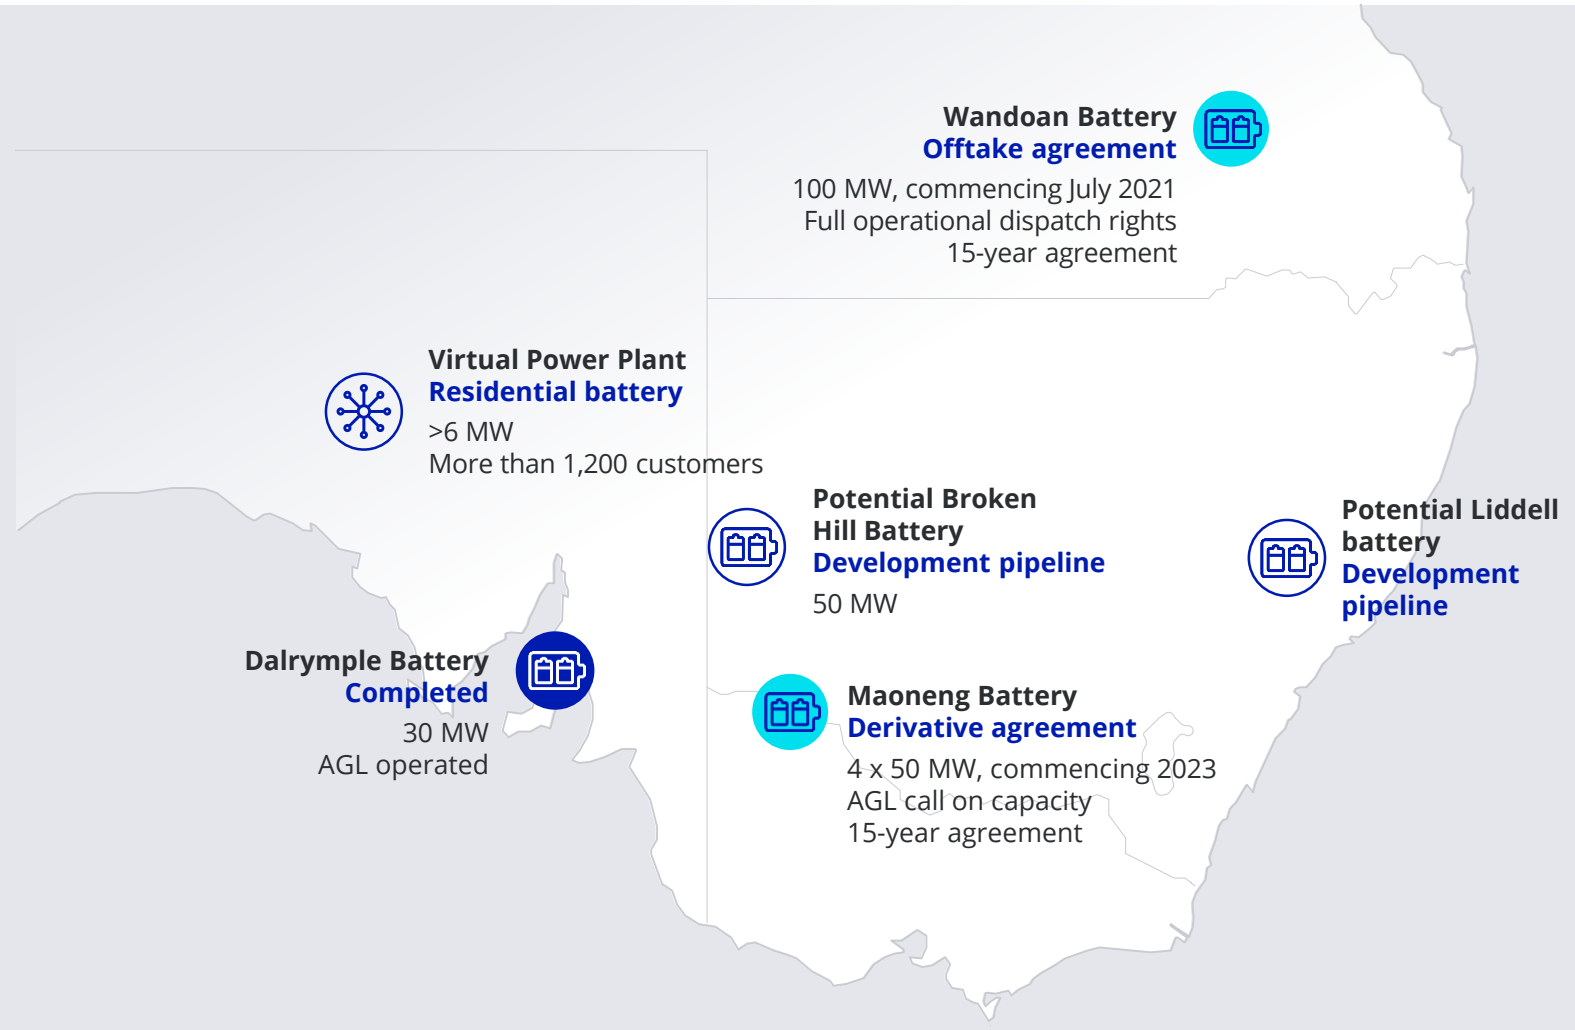 Wandoan Battery
Offtake agreement
100 MW, commencing July 2021
Full operational dispatch rights
15-year agreement
Virtual Power Plant
Residential battery
>6 MW
More than 1,200 customers
Potential Broken
Hill Battery
Development pipeline
50 MW
Potential Liddell
battery
Development
pipeline
Dalrymple Battery
Completed
30 MW
AGL operated
Maoneng Battery
Derivative agreement
4 x 50 MW, commencing 2023
AGL call on capacity
15-year agreement